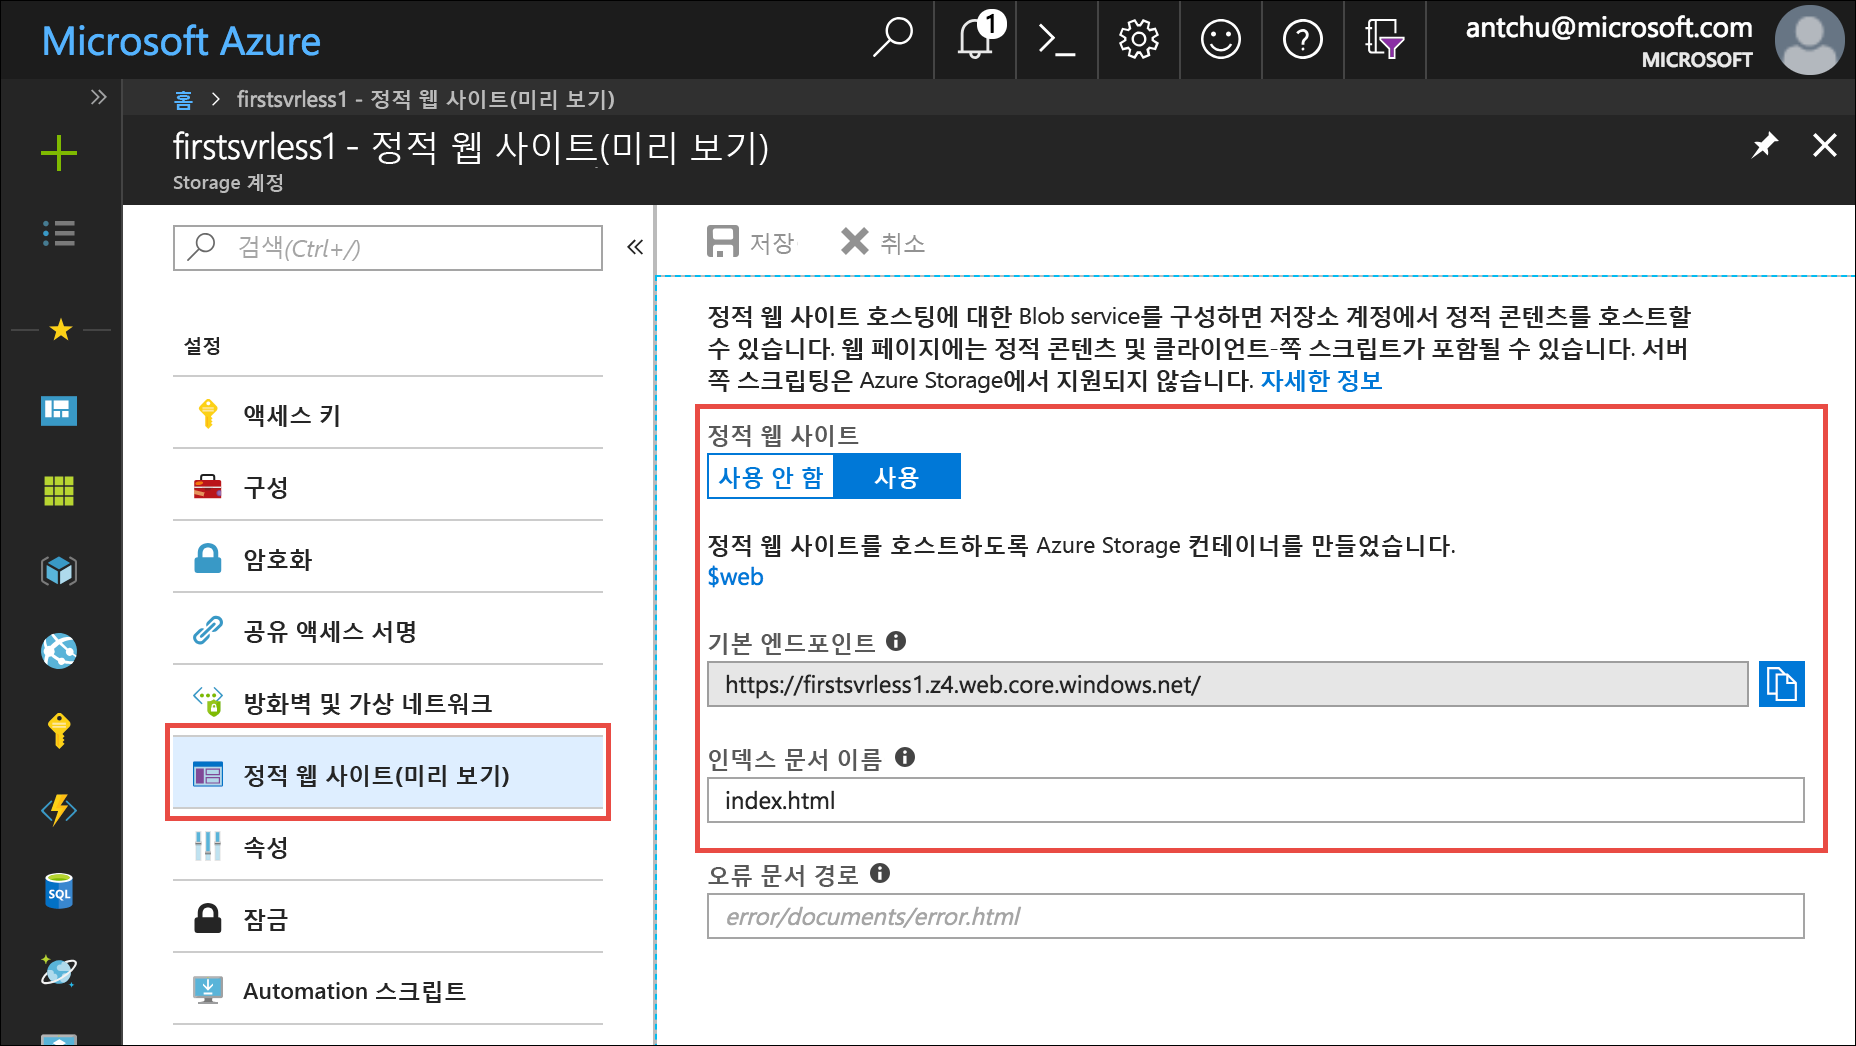 Microsoft Azure
1
antchu@microsoft.com
MICROSOFT
홈 > firstsvrless1 - 정적 웹 사이트(미리 보기)
firstsvrless1 - 정적 웹 사이트(미리 보기)
Storage 계정
검색(Ctrl+/)
설정
액세스 키
구성
암호화
공유 액세스 서명
방화벽 및 가상 네트워크
정적 웹 사이트(미리 보기)
속성
잠금
Automation 스크립트
SQL
저장
취소
정적 웹 사이트 호스팅에 대한 Blob service를 구성하면 저장소 계정에서 정적 콘텐츠를 호스트할
수 있습니다. 웹 페이지에는 정적 콘텐츠 및 클라이언트-쪽 스크립트가 포함될 수 있습니다. 서버
쪽 스크립팅은 Azure Storage에서 지원되지 않습니다. 자세한 정보
정적 웹 사이트
사용 안 함
사용
정적 웹 사이트를 호스트하도록 Azure Storage 컨테이너를 만들었습니다.
$web
기본 엔드포인트
https://firstsvrless1.z4.web.core.windows.net/
인덱스 문서 이름
index.html
오류 문서 경로
error/documents/error.html